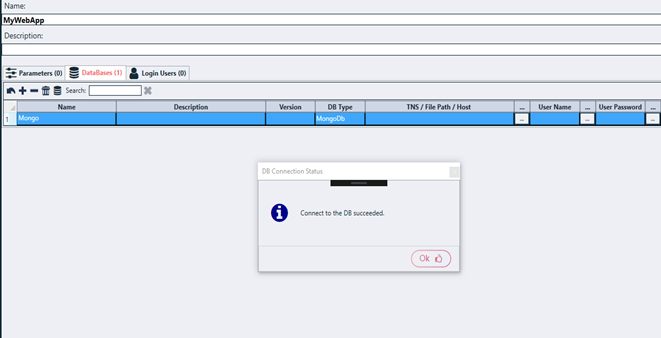 Name:
MyWebApp
Description:
Parameters (0) DataBases (1) Login Users (0)
Search:
Name Description Version DB Type TNS / File Path / Host ... User Name ... User Password ...
1 Mongo MongoDb ... ... ...
DB Connection Status
Connect to the DB succeeded.
Ok